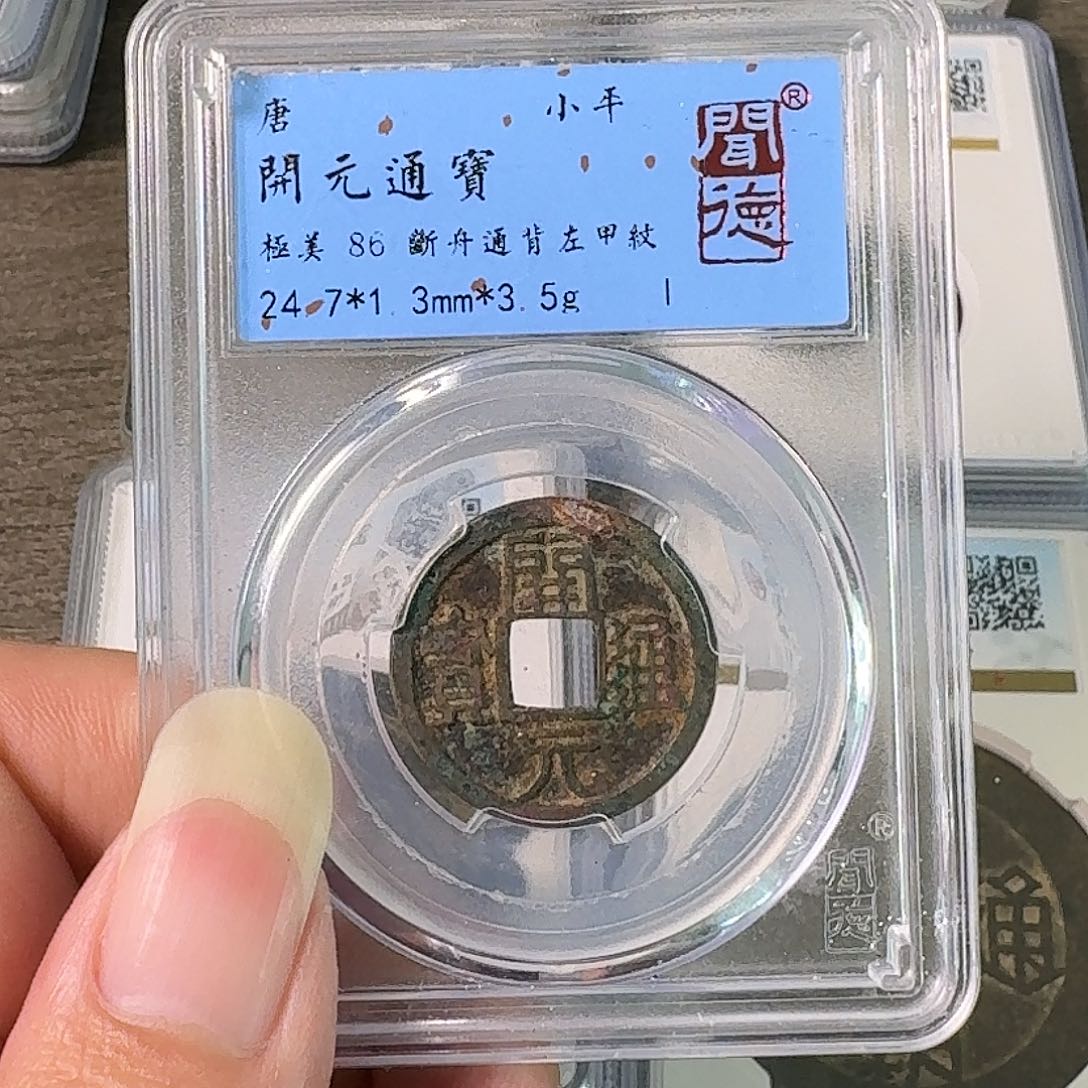 唐 小平
開元通寶
極美 86 斷舟通背左甲紋
24.7*1.3mm*3.5g
聞德®
開元通寶
®
聞德
通